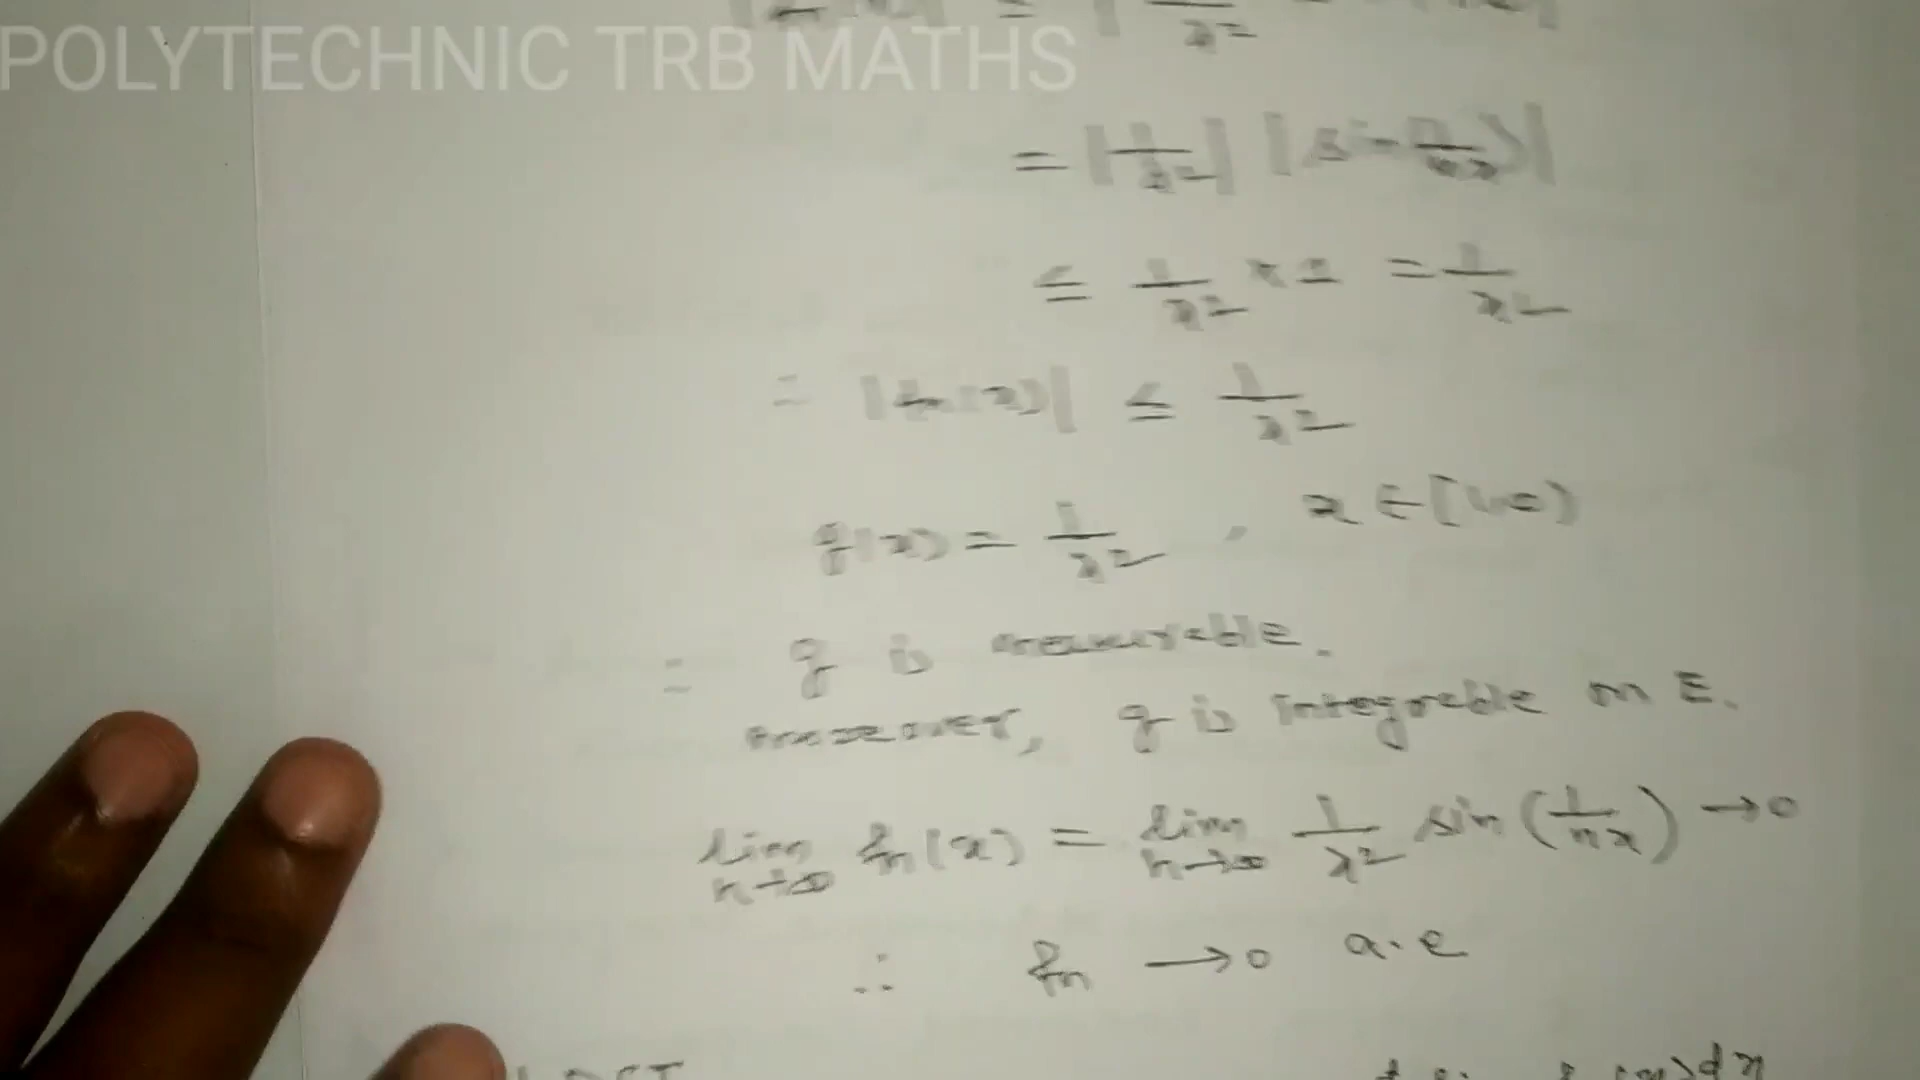 POLYTECHNIC TRB MATHS
= |1/x²| |sin(n/nx)|
≤ 1/x² × 1 = 1/x²
∴ |fn(x)| ≤ 1/x²
g(x) = 1/x² , x ∈ [1,∞)
∴ g is measurable.
moreover, g is integrable on E.
lim n→∞ fn(x) = lim n→∞ 1/x² sin(1/nx) → 0
∴ fn → 0 a.e